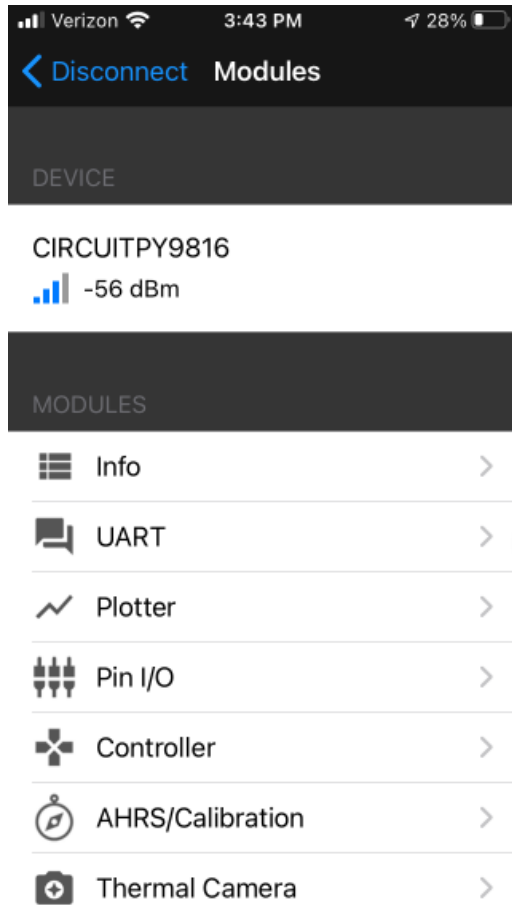 Verizon 3:43 PM 28%
Disconnect Modules
DEVICE
CIRCUITPY9816
-56 dBm
MODULES
Info
UART
Plotter
Pin I/O
Controller
AHRS/Calibration
Thermal Camera